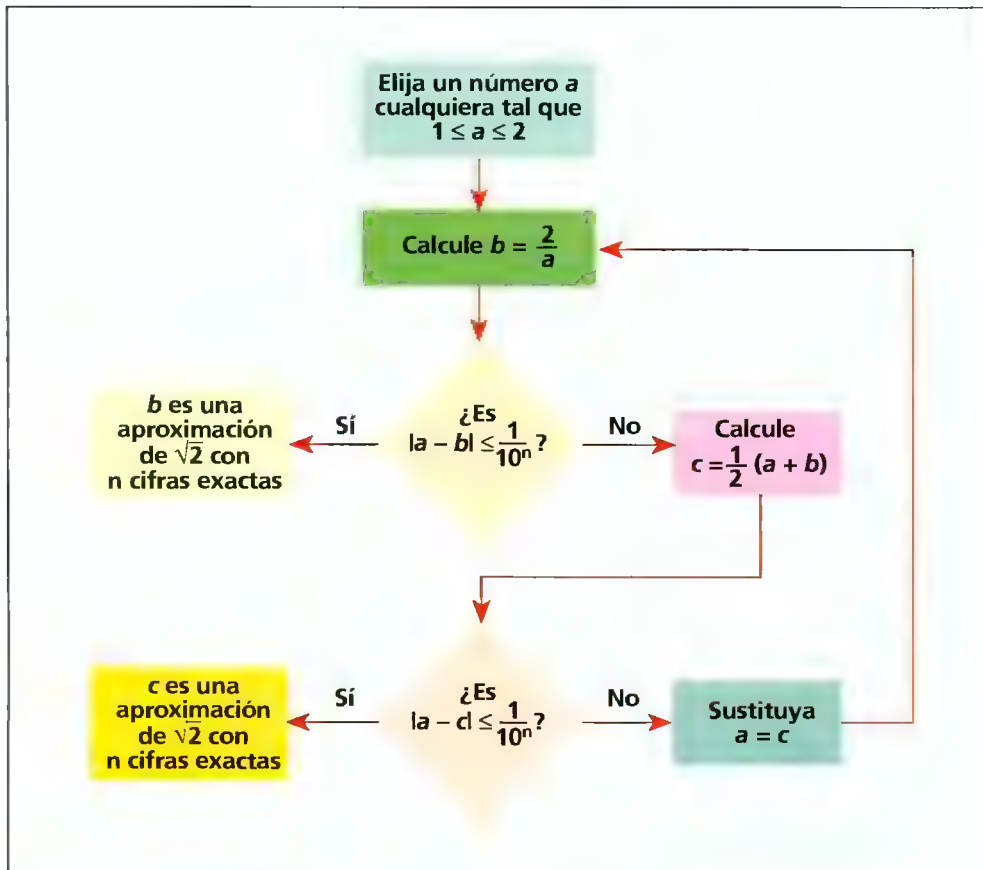 Elija un número a
cualquiera tal que
1 ≤ a ≤ 2
Calcule b = 2/a
¿Es
|a – b| ≤ 1/10ⁿ ?
Sí
b es una
aproximación
de √2 con
n cifras exactas
No
Calcule
c = 1/2 (a + b)
¿Es
|a – c| ≤ 1/10ⁿ ?
Sí
c es una
aproximación
de √2 con
n cifras exactas
No
Sustituya
a = c